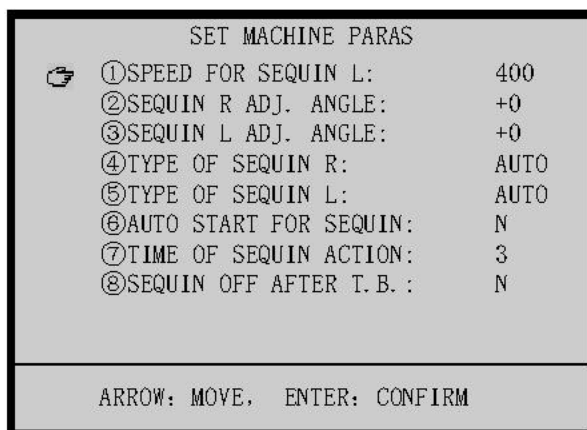 SET MACHINE PARAS
①SPEED FOR SEQUIN L: 400
②SEQUIN R ADJ. ANGLE: +0
③SEQUIN L ADJ. ANGLE: +0
④TYPE OF SEQUIN R: AUTO
⑤TYPE OF SEQUIN L: AUTO
⑥AUTO START FOR SEQUIN: N
⑦TIME OF SEQUIN ACTION: 3
⑧SEQUIN OFF AFTER T.B.: N
ARROW: MOVE, ENTER: CONFIRM